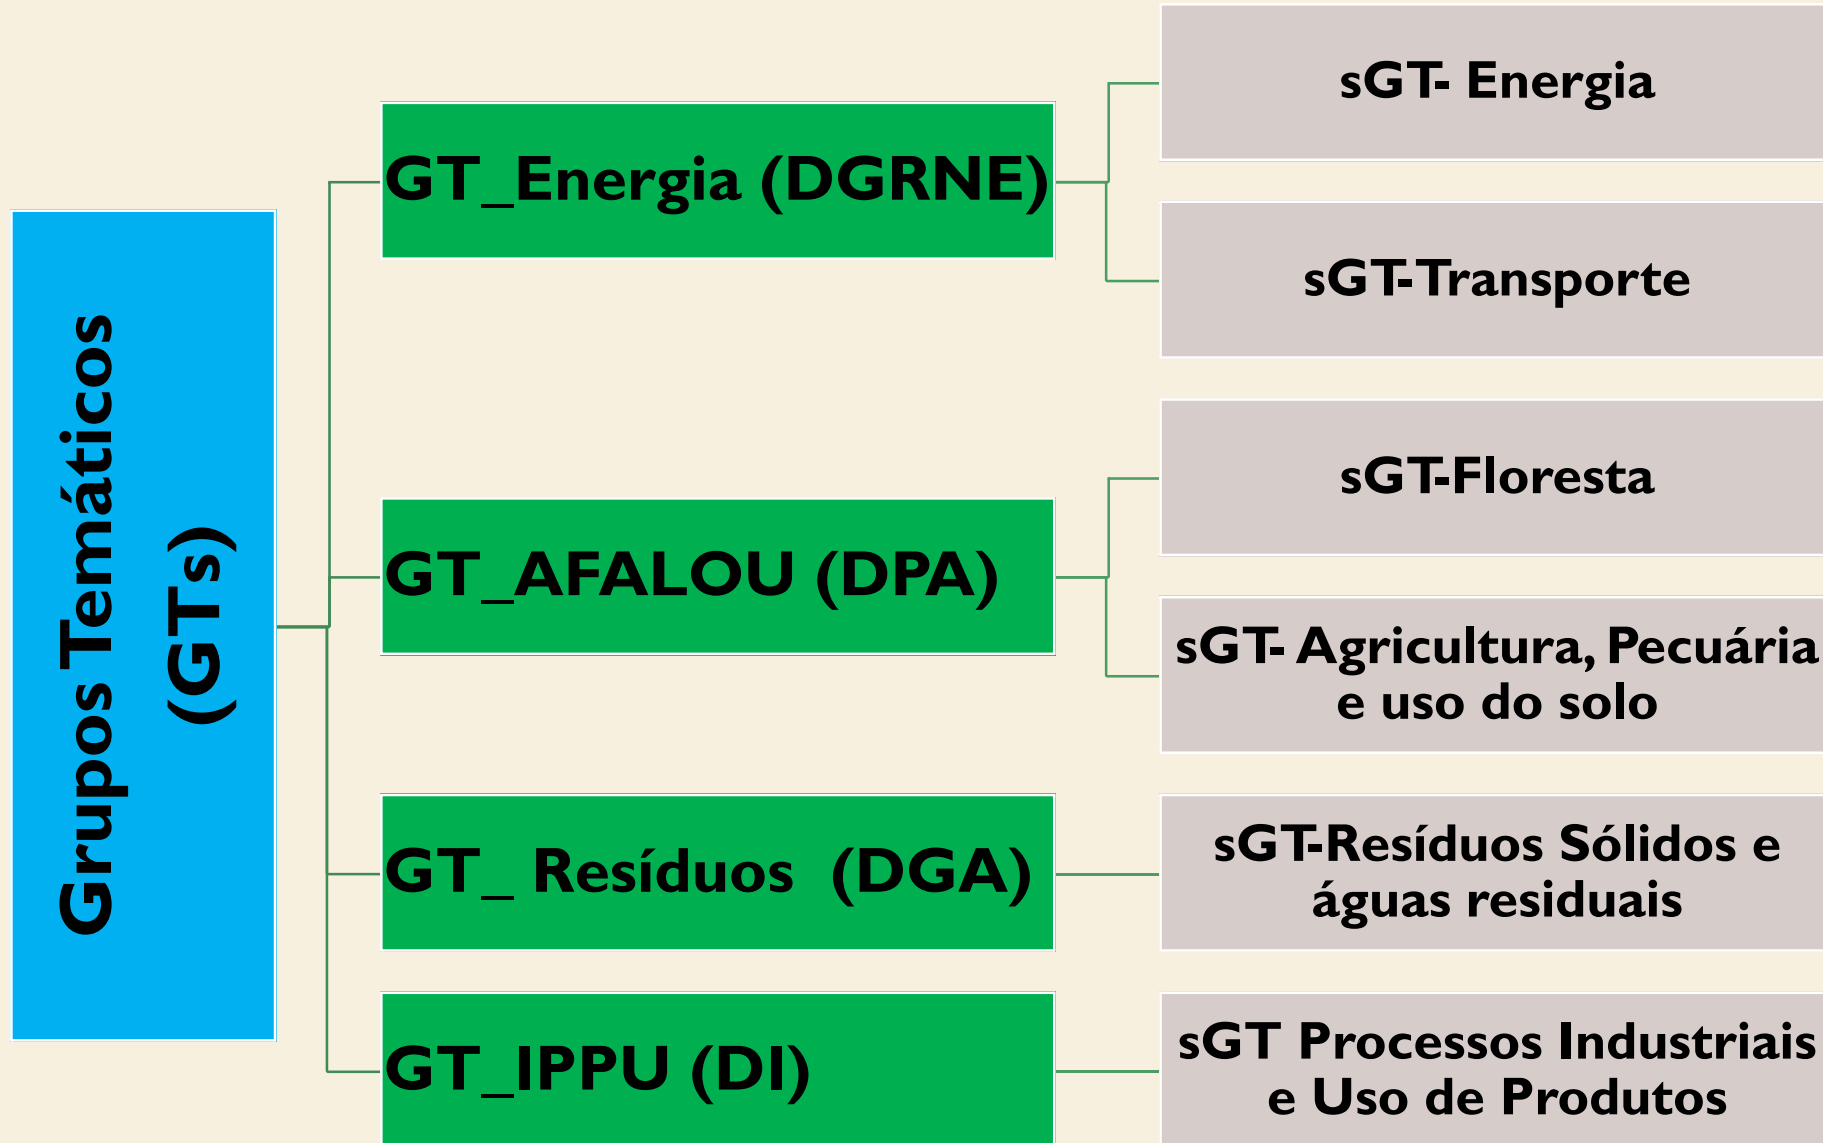 Grupos Temáticos
(GTs)
GT_Energia (DGRNE)
sGT- Energia
sGT-Transporte
GT_AFALOU (DPA)
sGT-Floresta
sGT- Agricultura, Pecuária
e uso do solo
GT_ Resíduos (DGA)
sGT-Resíduos Sólidos e
águas residuais
GT_IPPU (DI)
sGT Processos Industriais
e Uso de Produtos